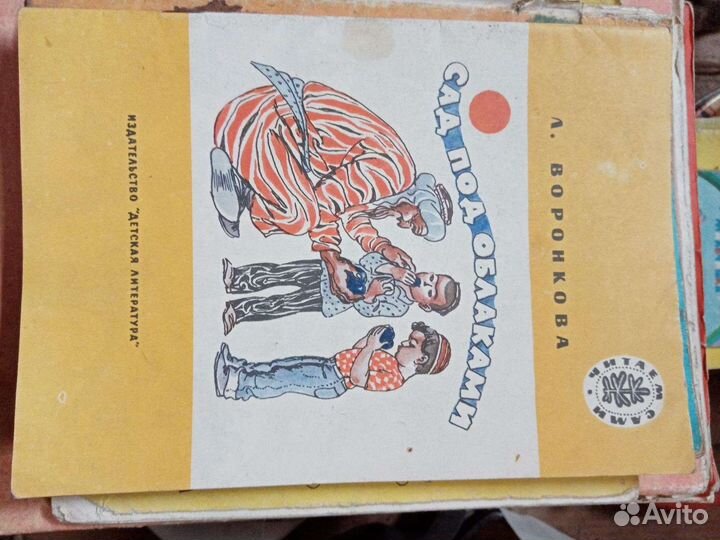 Л. ВОРОНКОВА
ЧИТАЕМ САМИ
САД ПОД ОБЛАКАМИ
ИЗДАТЕЛЬСТВО "ДЕТСКАЯ ЛИТЕРАТУРА"
Avito